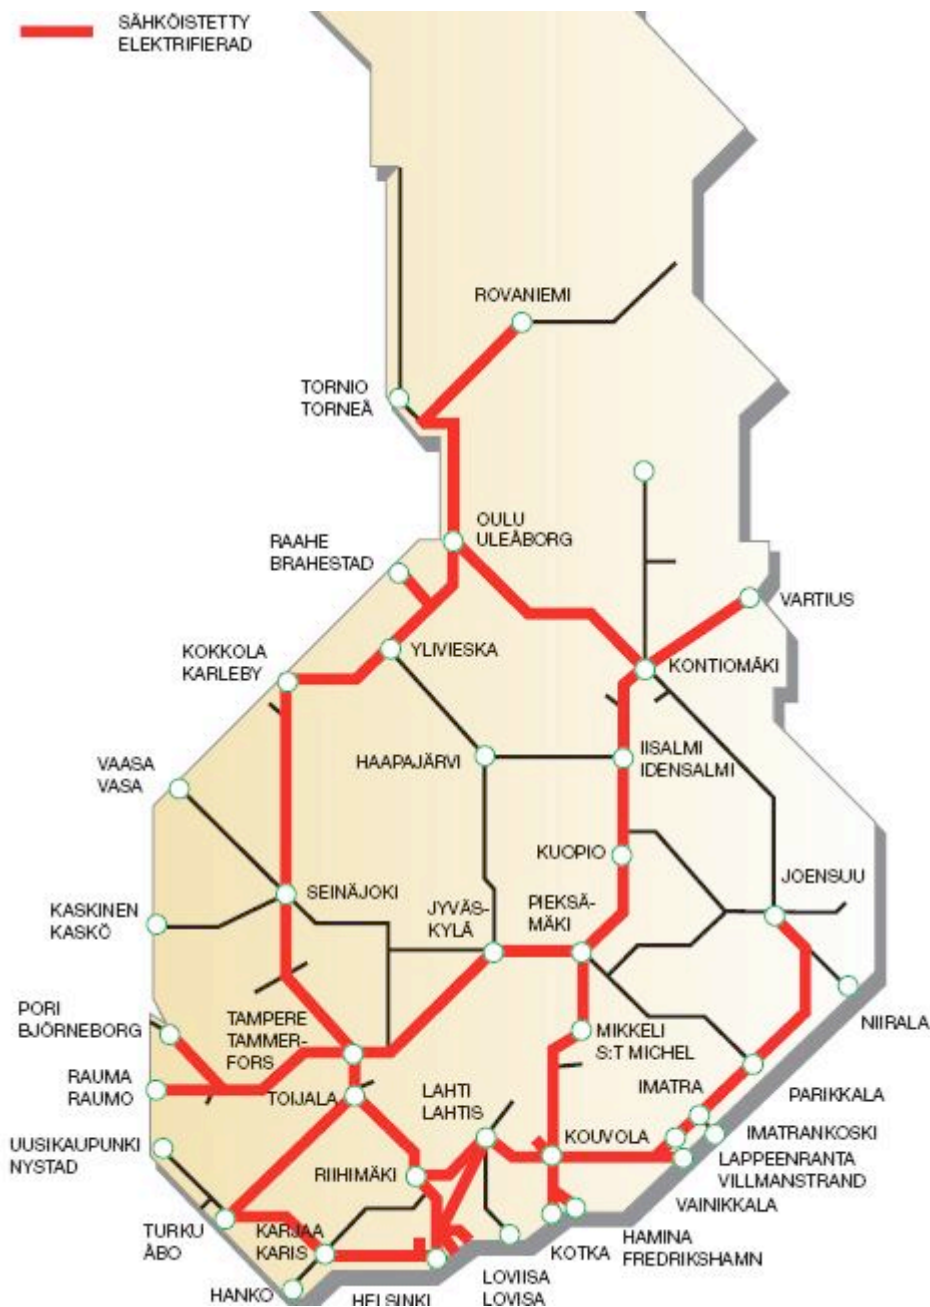 SÄHKÖISTETTY
ELEKTRIFIERAD
ROVANIEMI
TORNIO
TORNEÅ
OULU
ULEÅBORG
RAAHE
BRAHESTAD
VARTIUS
YLIVIESKA
KOKKOLA
KARLEBY
KONTIOMÄKI
HAAPAJÄRVI
IISALMI
IDENSALMI
VAASA
VASA
KUOPIO
JOENSUU
SEINÄJOKI
JYVÄS-
KYLÄ
PIEKSÄ-
MÄKI
KASKINEN
KASKÖ
PORI
BJÖRNEBORG
TAMPERE
TAMMER-
FORS
MIKKELI
S:T MICHEL
NIIRALA
RAUMA
RAUMO
TOIJALA
LAHTI
LAHTIS
IMATRA
PARIKKALA
UUSIKAUPUNKI
NYSTAD
KOUVOLA
IMATRANKOSKI
LAPPEENRANTA
VILLMANSTRAND
RIIHIMÄKI
VAINIKKALA
TURKU
ÅBO
KARJAA
KARIS
KOTKA
HAMINA
FREDRIKSHAMN
HANKO
HELSINKI
LOVIISA
LOVISA